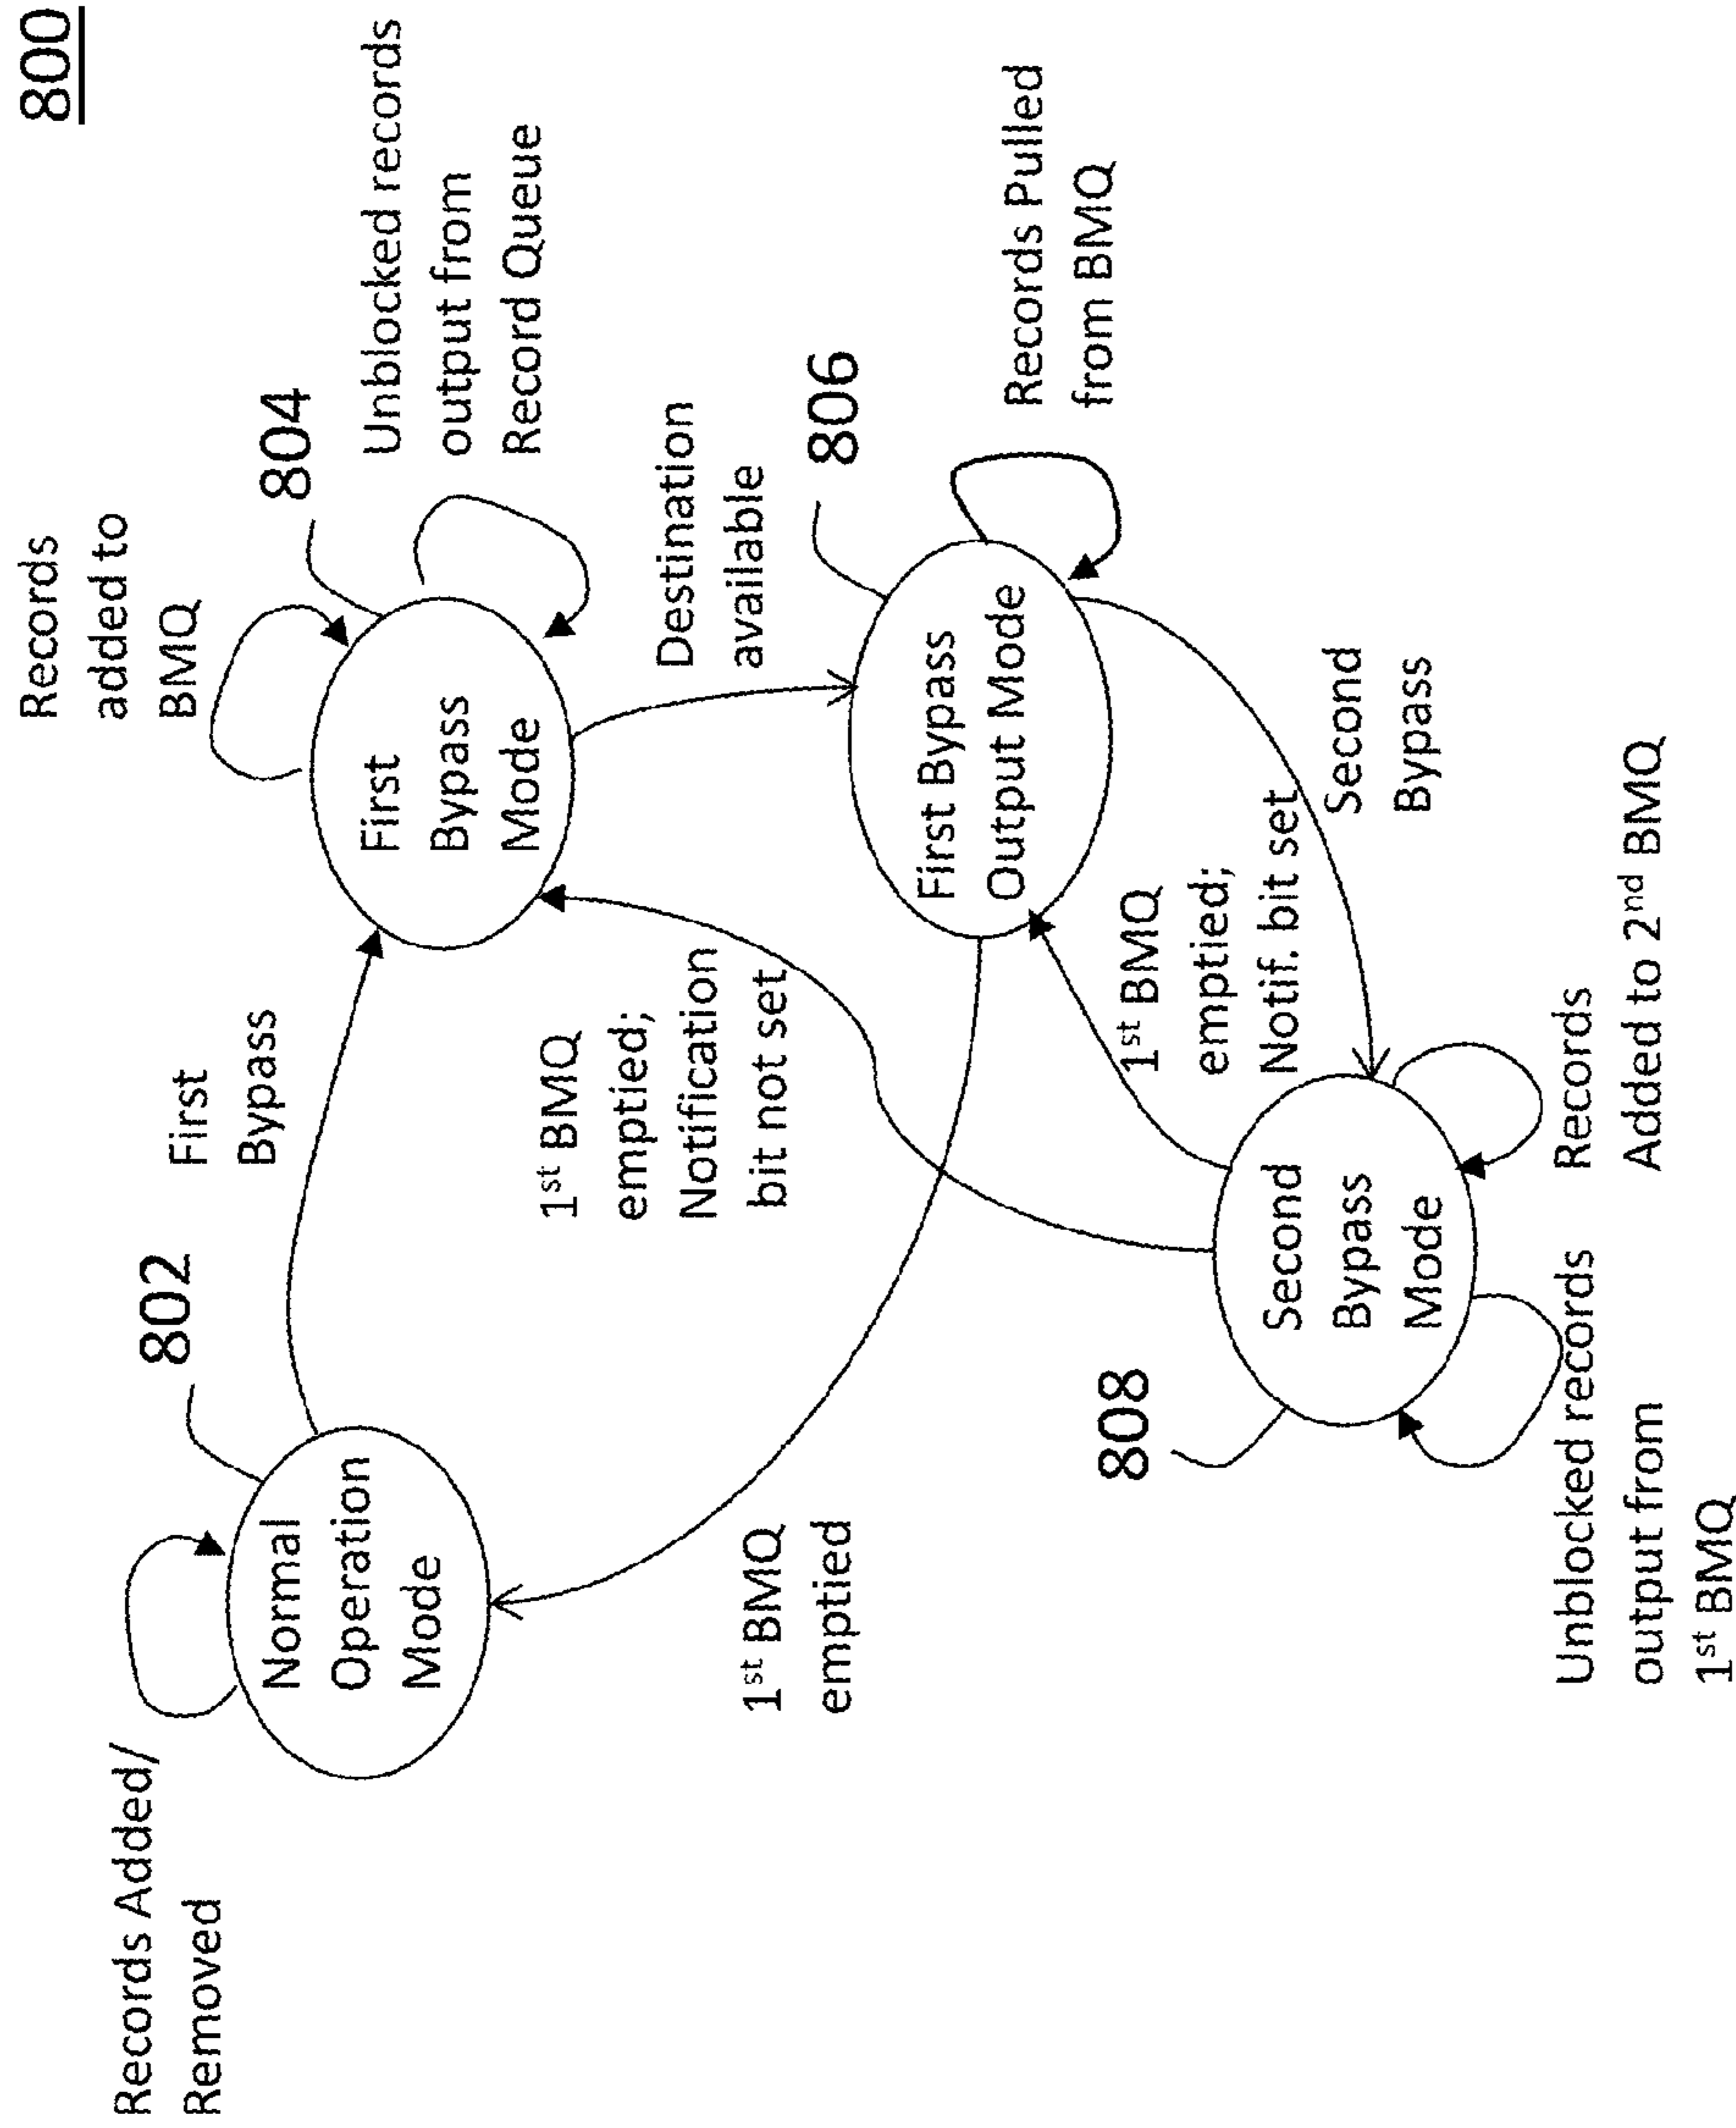 800
Records Added/
Removed
802
Normal
Operation
Mode
First
Bypass
Records
added to
BMQ
804
First
Bypass
Mode
Unblocked records
output from
Record Queue
Destination
available
1st BMQ
emptied;
Notification
bit not set
806
First Bypass
Output Mode
Records Pulled
from BMQ
1st BMQ
emptied
1st BMQ
emptied;
Notif. bit set
Second
Bypass
808
Second
Bypass
Mode
Unblocked records
output from
1st BMQ
Records
Added to 2nd BMQ